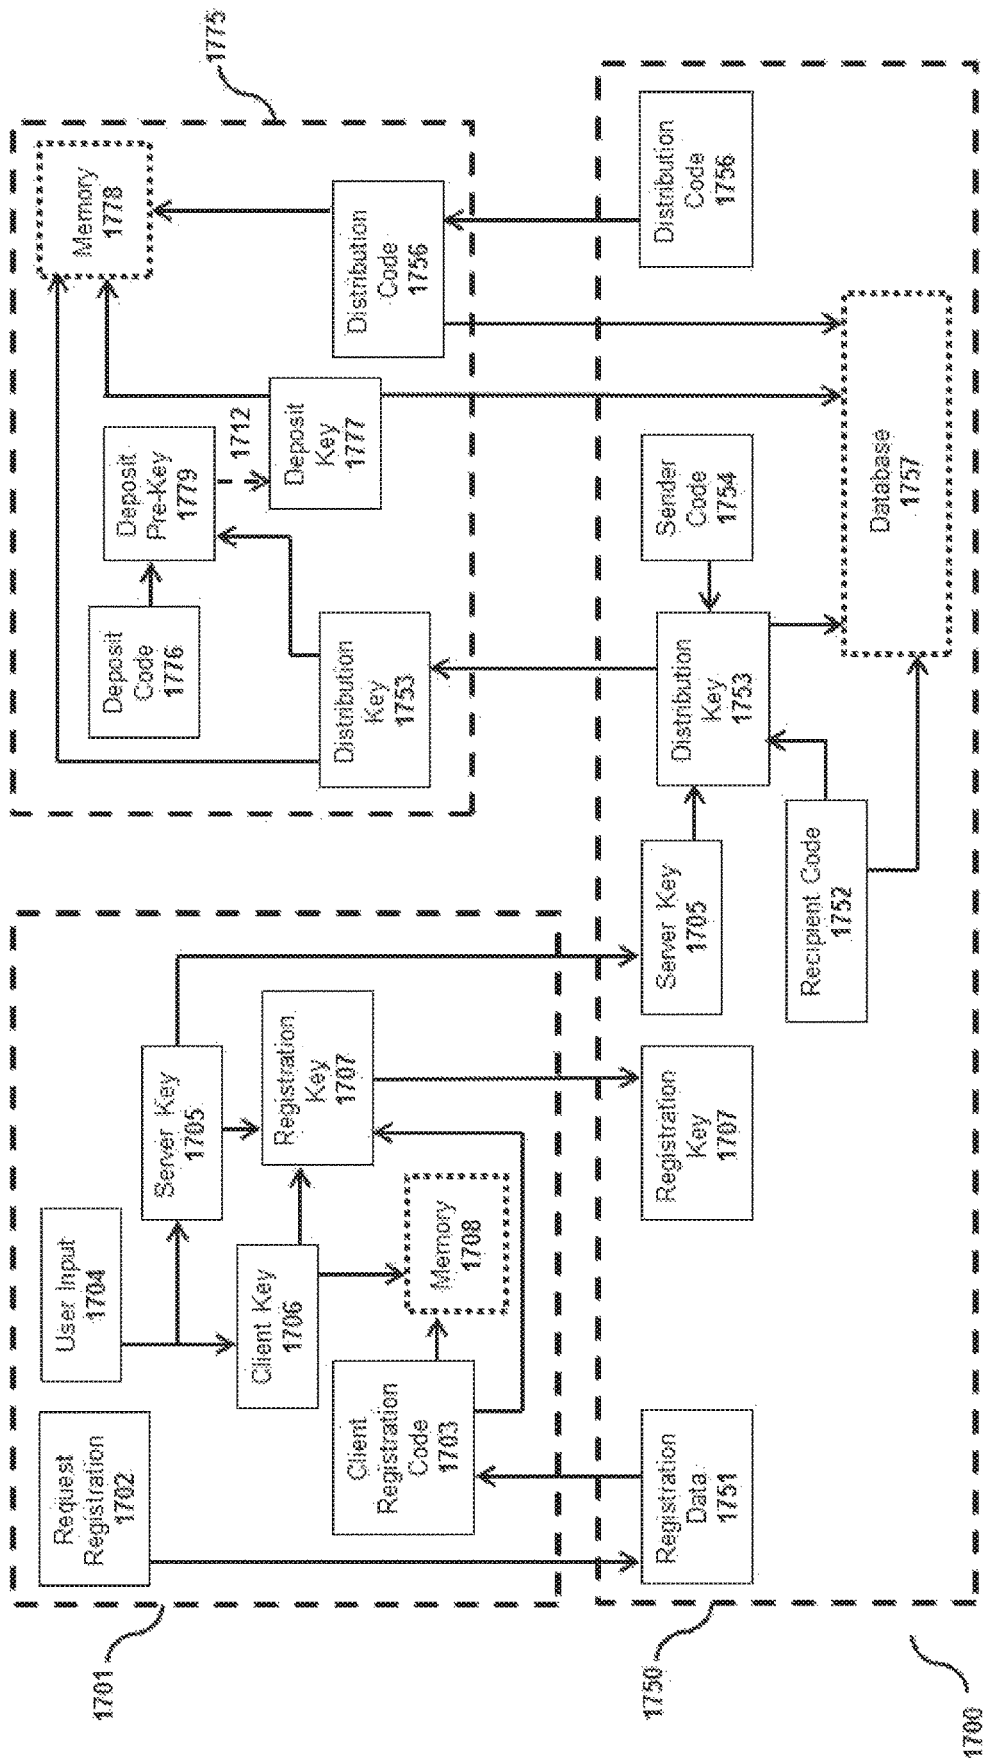 1701
Request
Registration
1702
User Input
1704
Server Key
1705
Client Key
1706
Registration
Key
1707
Client
Registration
Code
1703
Memory
1708
1775
Memory
1778
Deposit
Code
1776
Deposit
Pre-Key
1779
1712
Deposit
Key
1777
Distribution
Key
1753
Distribution
Code
1756
1750
Registration
Data
1751
Registration
Key
1707
Server Key
1705
Recipient Code
1752
Distribution
Key
1753
Sender
Code
1754
Distribution
Code
1756
Database
1757
1700